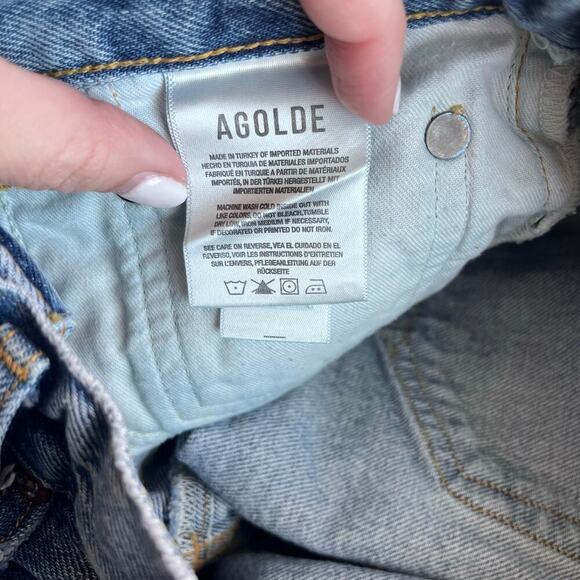 AGOLDE
MADE IN TURKEY OF IMPORTED MATERIALS
HECHO EN TURQUIA DE MATERIALES IMPORTADOS
FABRIQUÉ EN TURQUIE A PARTIR DE MATÉRIAUX
IMPORTÉS, IN DER TÜRKEI HERGESTELLT MIT
IMPORTIERTEN MATERIALIEN
MACHINE WASH COLD INSIDE OUT WITH
LIKE COLORS, DO NOT BLEACH,TUMBLE
DRY LOW, IRON MEDIUM IF NECESSARY,
IF DECORATED OR PRINTED DO NOT IRON.
SEE CARE ON REVERSE, VEA EL CUIDADO EN EL
REVERSO, VOIR LES INSTRUCTIONS D'ENTRETIEN
SUR L'ENVERS, PFLEGEANLEITUNG AUF DER
RÜCKSEITE